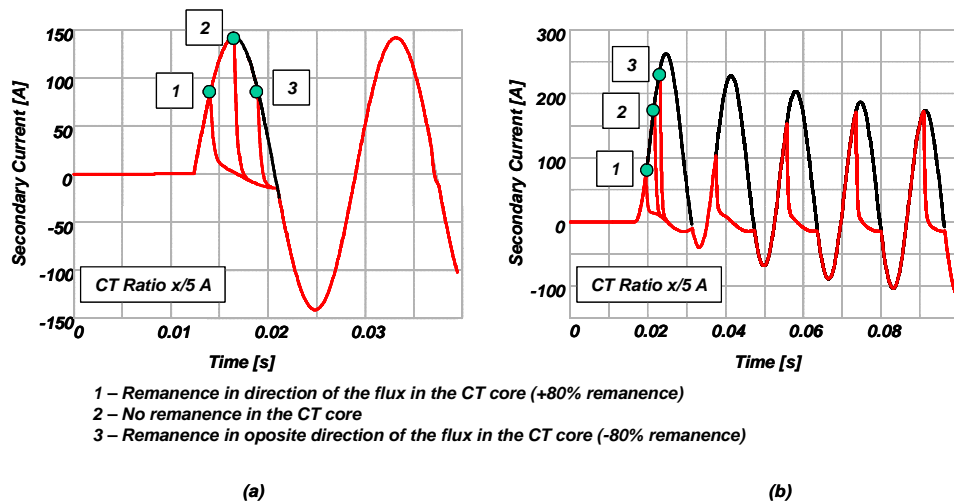 150
100
50
0
-50
-100
-150
Secondary Current [A]
1
2
3
CT Ratio x/5 A
0
0.01
0.02
0.03
Time [s]
300
200
100
0
-100
Secondary Current [A]
3
2
1
CT Ratio x/5 A
0
0.02
0.04
0.06
0.08
Time [s]
1 – Remanence in direction of the flux in the CT core (+80% remanence)
2 – No remanence in the CT core
3 – Remanence in oposite direction of the flux in the CT core (-80% remanence)
(a)
(b)